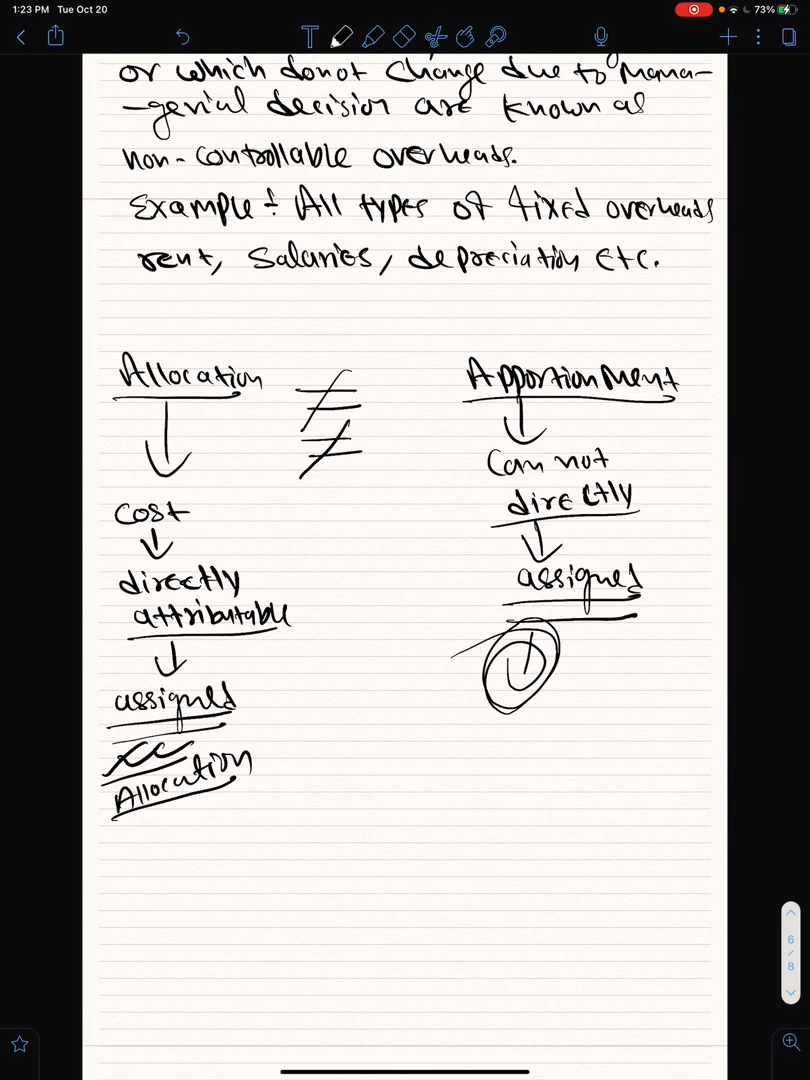 1:23 PM Tue Oct 20
73%
or which donot change due to mana-
-gerial decision are known as
non-controllable overheads.
Example :- All types of fixed overheads
rent, salaries, depreciation Etc.
Allocation ≠ Apportionment
≠
Can not
directly
cost
directly
assigned
attributable
assigned
Allocation
6
/
8